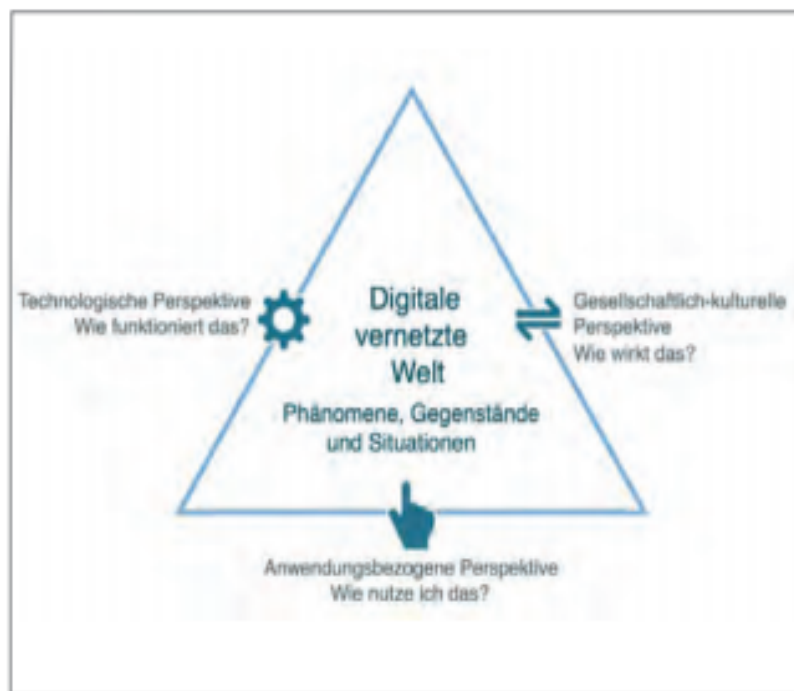 Technologische Perspektive
Wie funktioniert das?
Digitale
vernetzte
Welt
Phänomene, Gegenstände
und Situationen
Gesellschaftlich-kulturelle
Perspektive
Wie wirkt das?
Anwendungsbezogene Perspektive
Wie nutze ich das?